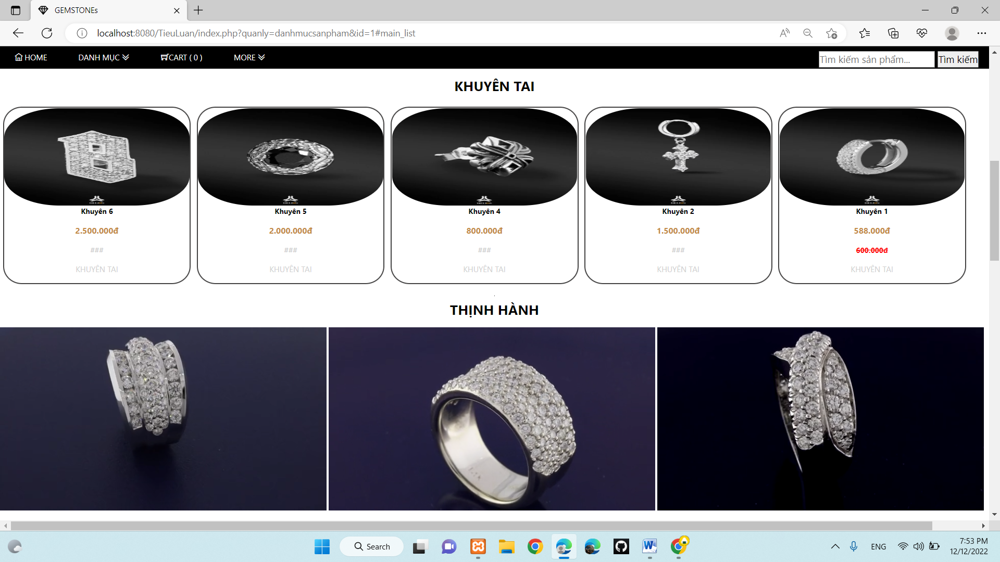 GEMSTONEs
localhost:8080/TieuLuan/index.php?quanly=danhmucsanpham&id=1#main_list
HOME DANH MỤC CART ( 0 ) MORE Tìm kiếm sản phẩm... Tìm kiếm
KHUYÊN TAI
Khuyên 6 Khuyên 5 Khuyên 4 Khuyên 2 Khuyên 1
2.500.000đ 2.000.000đ 800.000đ 1.500.000đ 588.000đ
### ### ### ### 600.000đ
KHUYÊN TAI KHUYÊN TAI KHUYÊN TAI KHUYÊN TAI KHUYÊN TAI
THỊNH HÀNH
Search
ENG
7:53 PM
12/12/2022